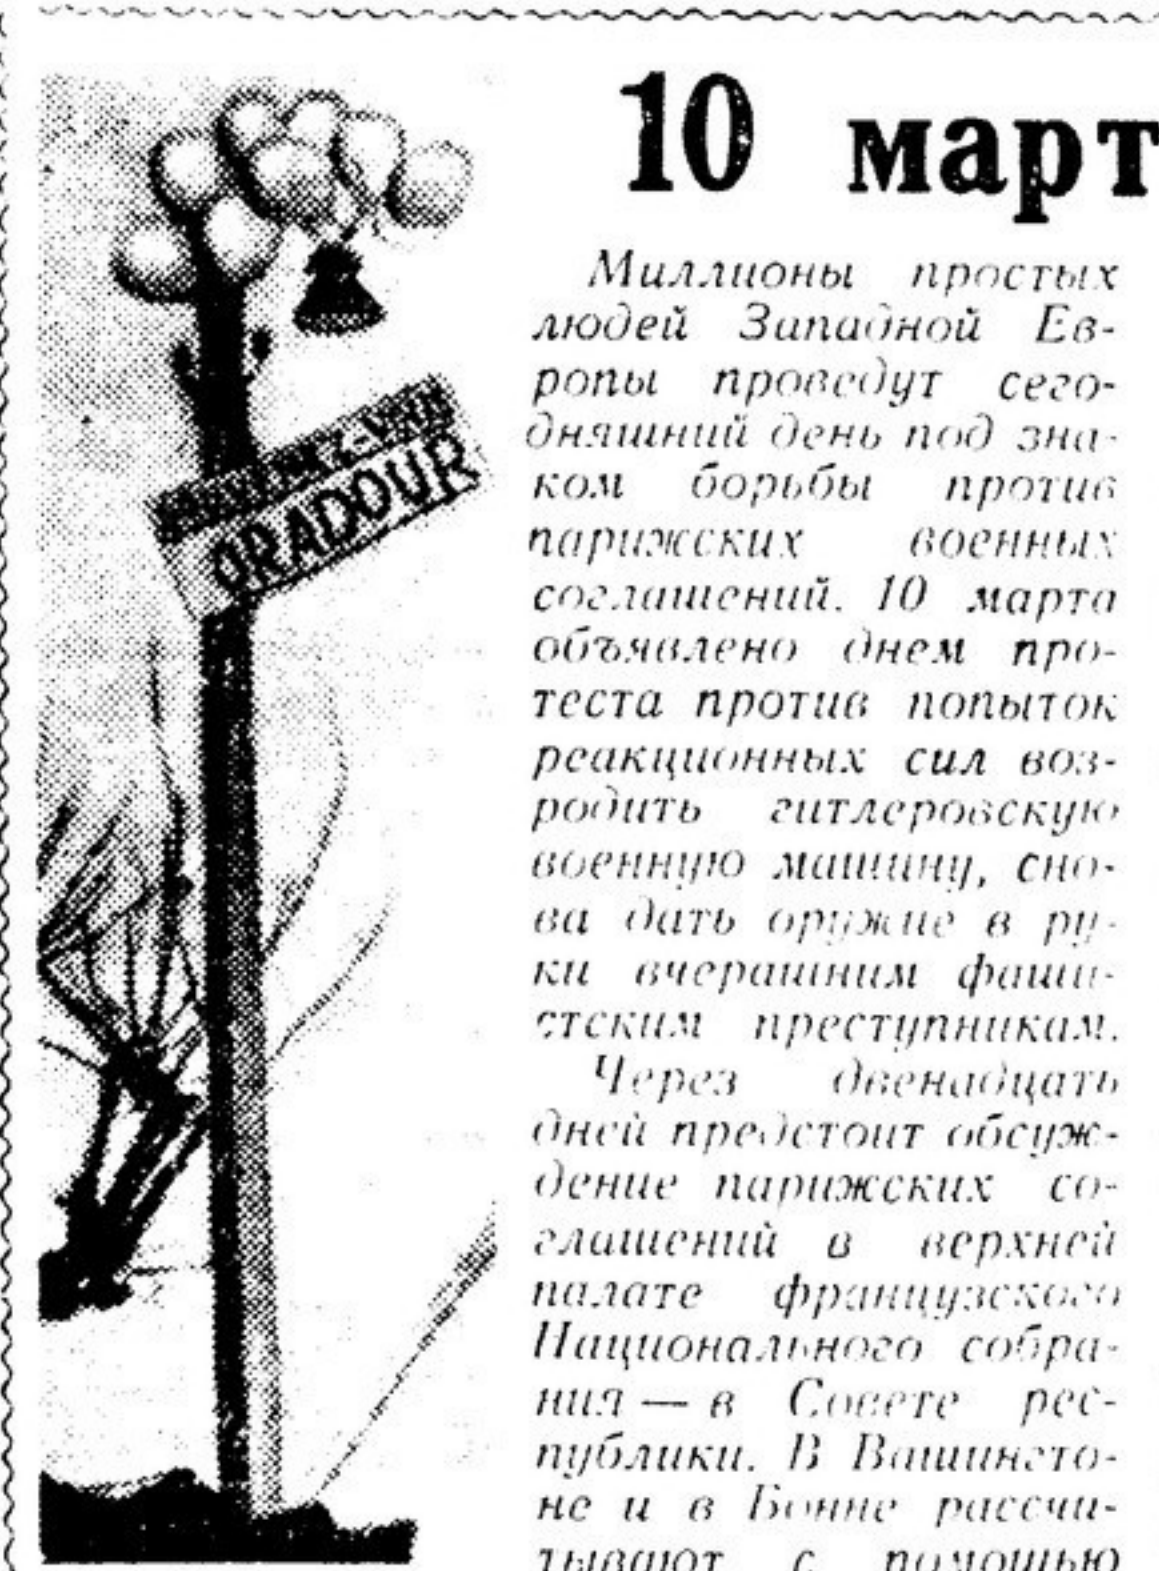 10 март
SOUVENEZ-VOUS
ORADOUR
Миллионы простых
людей Западной Ев-
ропы проведут сего-
дняшний день под зна-
ком борьбы против
парижских военных
соглашений. 10 марта
объявлено днем про-
теста против попыток
реакционных сил воз-
родить гитлеровскую
военную машину, сно-
ва дать оружие в ру-
ки вчерашним фаши-
стским преступникам.
Через двенадцать
дней предстоит обсуж-
дение парижских со-
глашений в верхней
палате французского
Национального собра-
ния — в Совете рес-
публики. В Вашингто-
не и в Бонне рассчи-
тывают с помощью